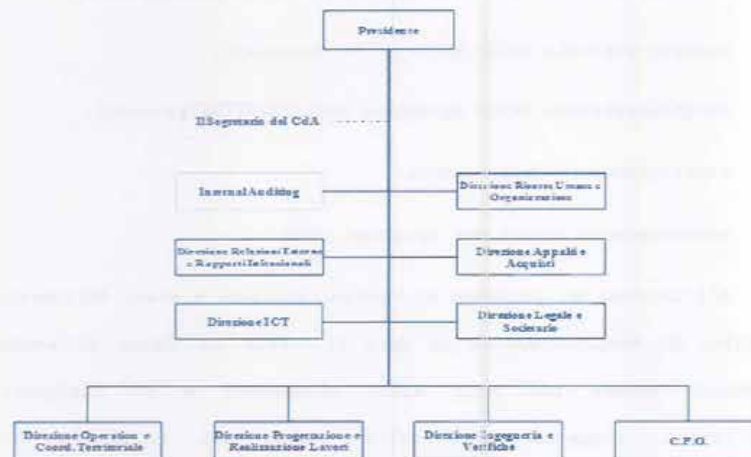 Presidente
Il Segretario del CdA
Internal Auditing
Direzione Risorse Umane e
Organizzazione
Direzione Relazioni Esterne
e Rapporti Istituzionali
Direzione Appalti e
Acquisti
Direzione ICT
Direzione Legale e
Societario
Direzione Operation e
Coord. Territoriale
Direzione Progettazione e
Realizzazione Lavori
Direzione Ingegneria e
Verifiche
C.F.O.